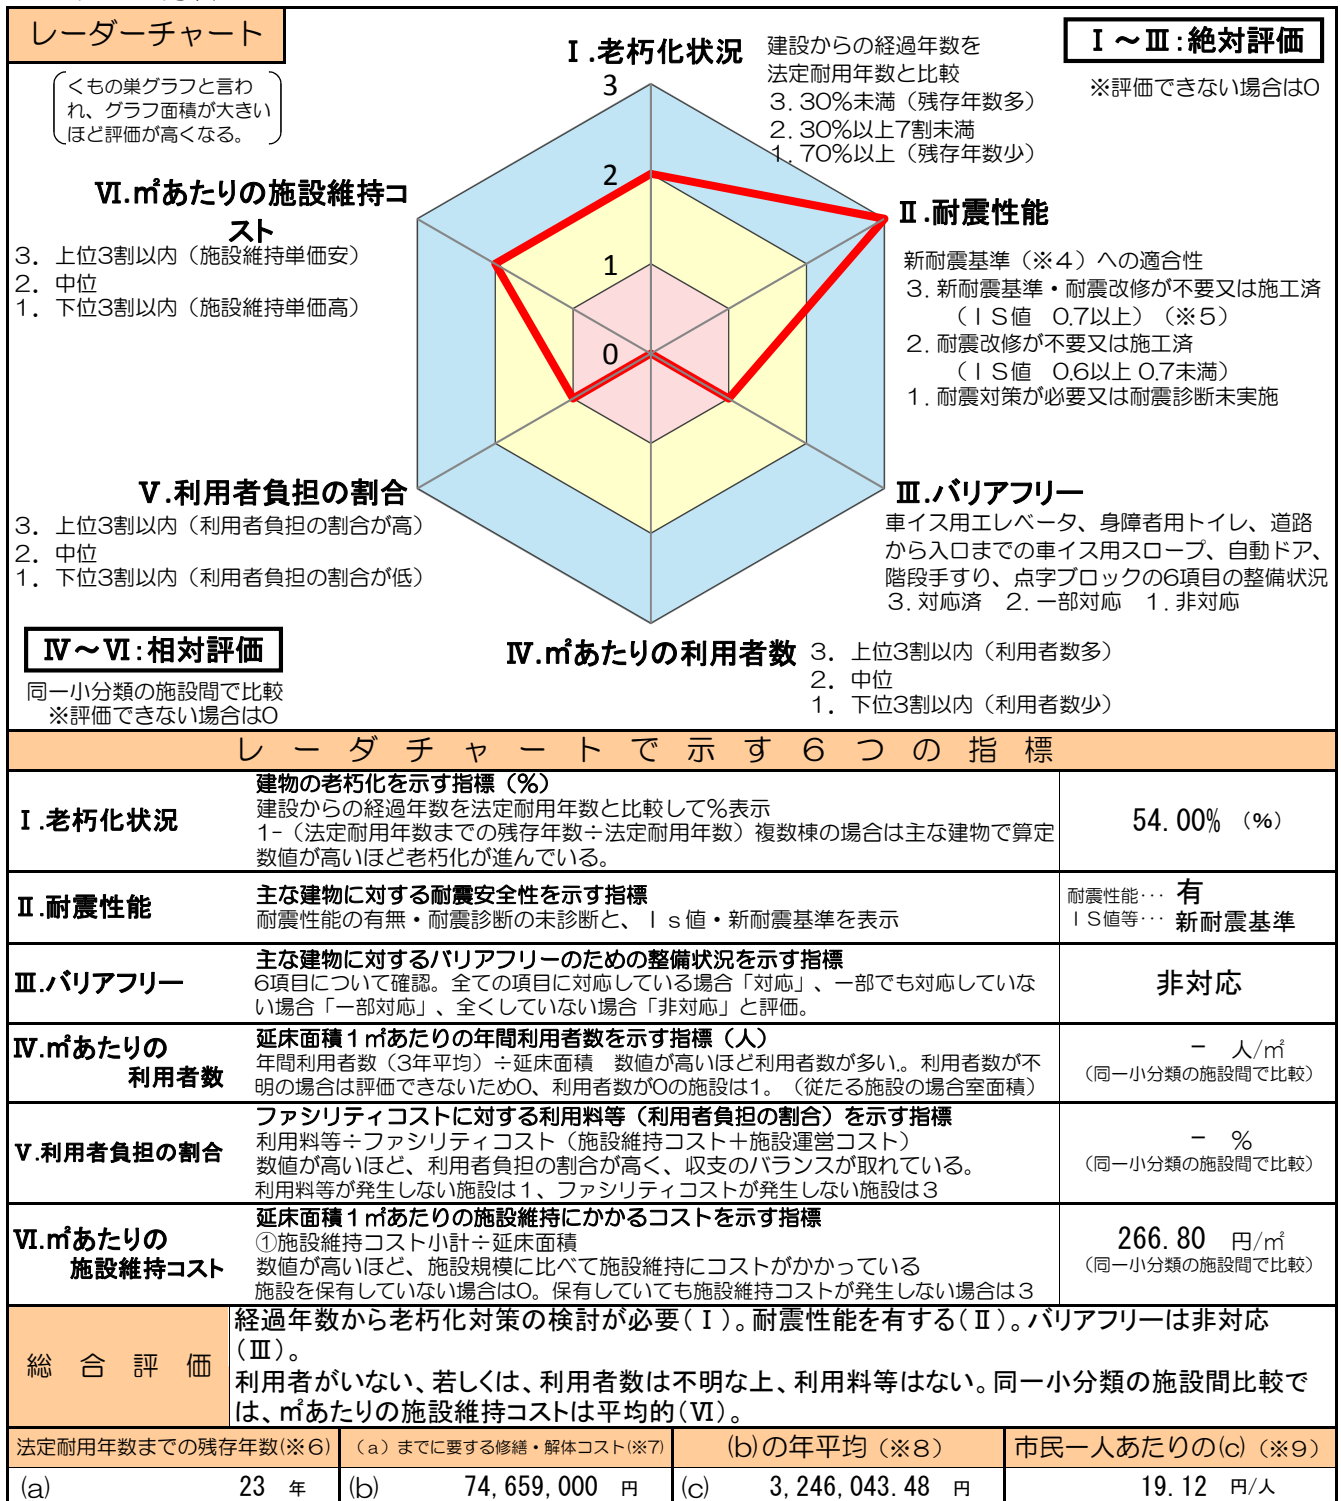 レーダーチャート
くもの巣グラフと言わ
れ、グラフ面積が大きい
ほど評価が高くなる。
Ⅰ.老朽化状況
建設からの経過年数を
法定耐用年数と比較
3. 30%未満（残存年数多）
2. 30%以上7割未満
1. 70%以上（残存年数少）
Ⅰ～Ⅲ:絶対評価
※評価できない場合は0
3
2
1
0
Ⅱ.耐震性能
新耐震基準（※4）への適合性
3. 新耐震基準・耐震改修が不要又は施工済
（ＩＳ値　0.7以上）（※5）
2. 耐震改修が不要又は施工済
（ＩＳ値　0.6以上 0.7未満）
1. 耐震対策が必要又は耐震診断未実施
Ⅵ.㎡あたりの施設維持コ
スト
3. 上位3割以内（施設維持単価安）
2. 中位
1. 下位3割以内（施設維持単価高）
Ⅴ.利用者負担の割合
3. 上位3割以内（利用者負担の割合が高）
2. 中位
1. 下位3割以内（利用者負担の割合が低）
Ⅲ.バリアフリー
車イス用エレベータ、身障者用トイレ、道路
から入口までの車イス用スロープ、自動ドア、
階段手すり、点字ブロックの6項目の整備状況
3. 対応済　2. 一部対応　1. 非対応
Ⅳ～Ⅵ:相対評価
同一小分類の施設間で比較
※評価できない場合は0
Ⅳ.㎡あたりの利用者数
3. 上位3割以内（利用者数多）
2. 中位
1. 下位3割以内（利用者数少）
レーダチャートで示す６つの指標
Ⅰ.老朽化状況
建物の老朽化を示す指標（%）
建設からの経過年数を法定耐用年数と比較して%表示
1-（法定耐用年数までの残存年数÷法定耐用年数）複数棟の場合は主な建物で算定
数値が高いほど老朽化が進んでいる。
54.00% （%）
Ⅱ.耐震性能
主な建物に対する耐震安全性を示す指標
耐震性能の有無・耐震診断の未診断と、Ｉｓ値・新耐震基準を表示
耐震性能… 有
ＩＳ値等… 新耐震基準
Ⅲ.バリアフリー
主な建物に対するバリアフリーのための整備状況を示す指標
6項目について確認。全ての項目に対応している場合「対応」、一部でも対応していな
い場合「一部対応」、全くしていない場合「非対応」と評価。
非対応
Ⅳ.㎡あたりの
利用者数
延床面積１㎡あたりの年間利用者数を示す指標（人）
年間利用者数（3年平均）÷延床面積　数値が高いほど利用者数が多い。利用者数が不
明の場合は評価できないため0、利用者数が0の施設は1。（従たる施設の場合室面積）
－ 人/㎡
（同一小分類の施設間で比較）
Ⅴ.利用者負担の割合
ファシリティコストに対する利用料等（利用者負担の割合）を示す指標
利用料等÷ファシリティコスト（施設維持コスト＋施設運営コスト）
数値が高いほど、利用者負担の割合が高く、収支のバランスが取れている。
利用料等が発生しない施設は１、ファシリティコストが発生しない施設は３
－ %
（同一小分類の施設間で比較）
Ⅵ.㎡あたりの
施設維持コスト
延床面積１㎡あたりの施設維持にかかるコストを示す指標
①施設維持コスト小計÷延床面積
数値が高いほど、施設規模に比べて施設維持にコストがかかっている
施設を保有していない場合は0。保有していても施設維持コストが発生しない場合は３
266.80 円/㎡
（同一小分類の施設間で比較）
総合評価
経過年数から老朽化対策の検討が必要(Ⅰ)。耐震性能を有する(Ⅱ)。バリアフリーは非対応
(Ⅲ)。
利用者がいない、若しくは、利用者数は不明な上、利用料等はない。同一小分類の施設間比較で
は、㎡あたりの施設維持コストは平均的(Ⅵ)。
法定耐用年数までの残存年数(※6)
（a）までに要する修繕・解体コスト(※7)
(b)の年平均（※8）
市民一人あたりの(c)（※9）
(a) 23 年
(b) 74,659,000 円
(c) 3,246,043.48 円
19.12 円/人